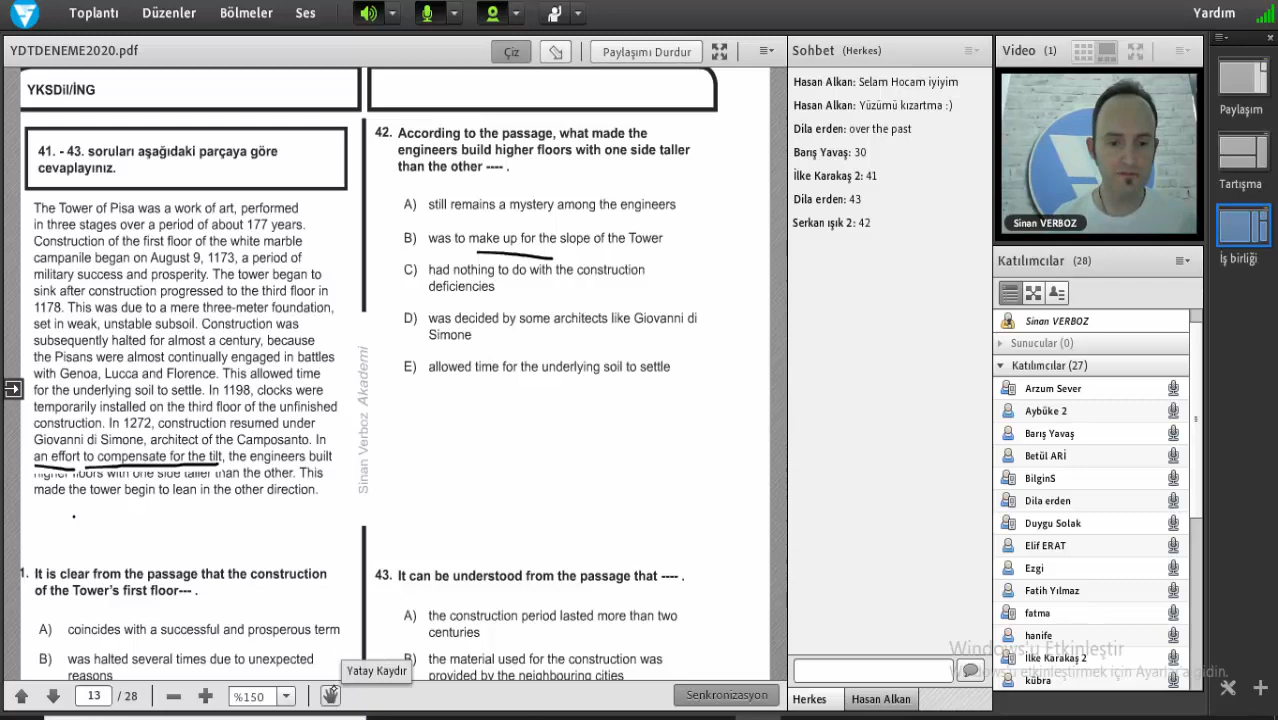 Toplantı Düzenler Bölmeler Ses Yardım
YDTDENEME2020.pdf Çiz Paylaşımı Durdur
YKSDil/İNG
41. - 43. soruları aşağıdaki parçaya göre
cevaplayınız.
The Tower of Pisa was a work of art, performed
in three stages over a period of about 177 years.
Construction of the first floor of the white marble
campanile began on August 9, 1173, a period of
military success and prosperity. The tower began to
sink after construction progressed to the third floor in
1178. This was due to a mere three-meter foundation,
set in weak, unstable subsoil. Construction was
subsequently halted for almost a century, because
the Pisans were almost continually engaged in battles
with Genoa, Lucca and Florence. This allowed time
for the underlying soil to settle. In 1198, clocks were
temporarily installed on the third floor of the unfinished
construction. In 1272, construction resumed under
Giovanni di Simone, architect of the Camposanto. In
an effort to compensate for the tilt, the engineers built
higher floors with one side taller than the other. This
made the tower begin to lean in the other direction.
1. It is clear from the passage that the construction
of the Tower's first floor--- .
A) coincides with a successful and prosperous term
B) was halted several times due to unexpected
reasons
Sinan Verboz Akademi
42. According to the passage, what made the
engineers build higher floors with one side taller
than the other ---- .
A) still remains a mystery among the engineers
B) was to make up for the slope of the Tower
C) had nothing to do with the construction
deficiencies
D) was decided by some architects like Giovanni di
Simone
E) allowed time for the underlying soil to settle
43. It can be understood from the passage that ---- .
A) the construction period lasted more than two
centuries
B) the material used for the construction was
provided by the neighbouring cities
Yatay Kaydır
13 / 28 %150 Senkronizasyon
Sohbet (Herkes)
Hasan Alkan: Selam Hocam iyiyim
Hasan Alkan: Yüzümü kızartma :)
Dila erden: over the past
Barış Yavaş: 30
İlke Karakaş 2: 41
Dila erden: 43
Serkan ışık 2: 42
Herkes Hasan Alkan
Video (1)
Sinan VERBOZ
Katılımcılar (28)
Sinan VERBOZ
Sunucular (0)
Katılımcılar (27)
Arzum Sever
Aybüke 2
Barış Yavaş
Betül ARİ
BilginS
Dila erden
Duygu Solak
Elif ERAT
Ezgi
Fatih Yılmaz
fatma
hanife
İlke Karakaş 2
kübra
Paylaşım
Tartışma
İş birliği
Windows'u Etkinleştir
Windows'u etkinleştirmek için Ayarlar'a gidin.